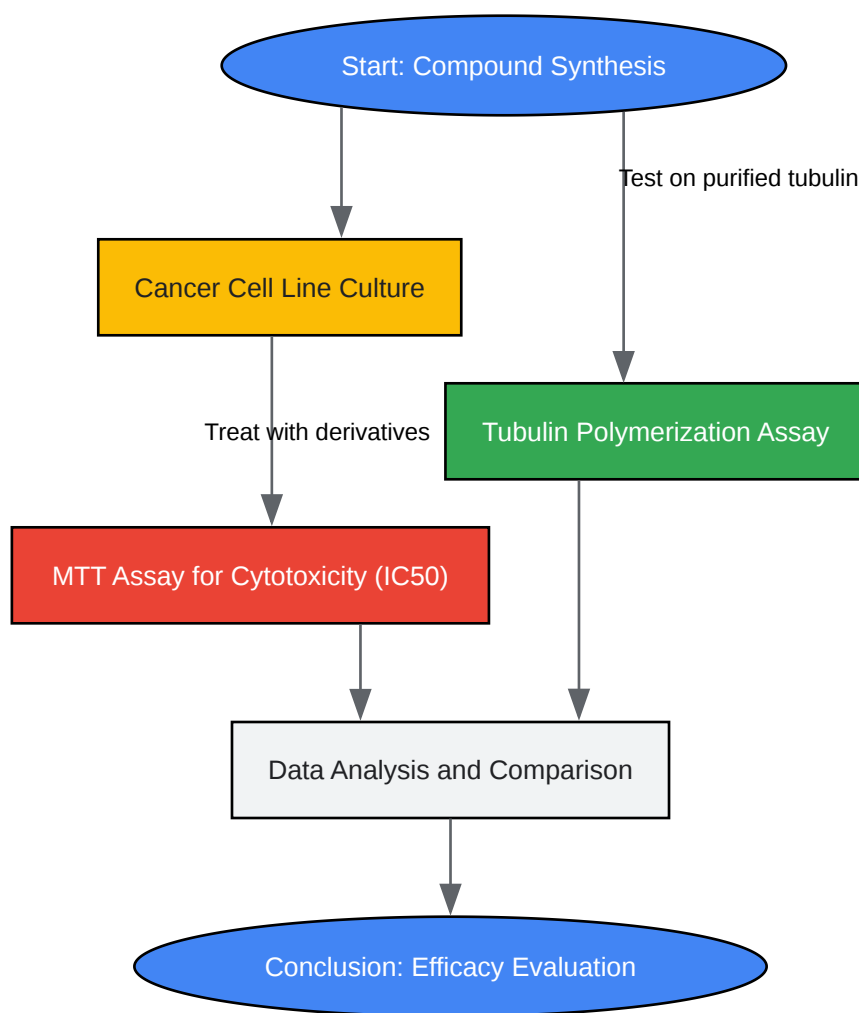 Start: Compound Synthesis
Test on purified tubulin
Cancer Cell Line Culture
Treat with derivatives
Tubulin Polymerization Assay
MTT Assay for Cytotoxicity (IC50)
Data Analysis and Comparison
Conclusion: Efficacy Evaluation